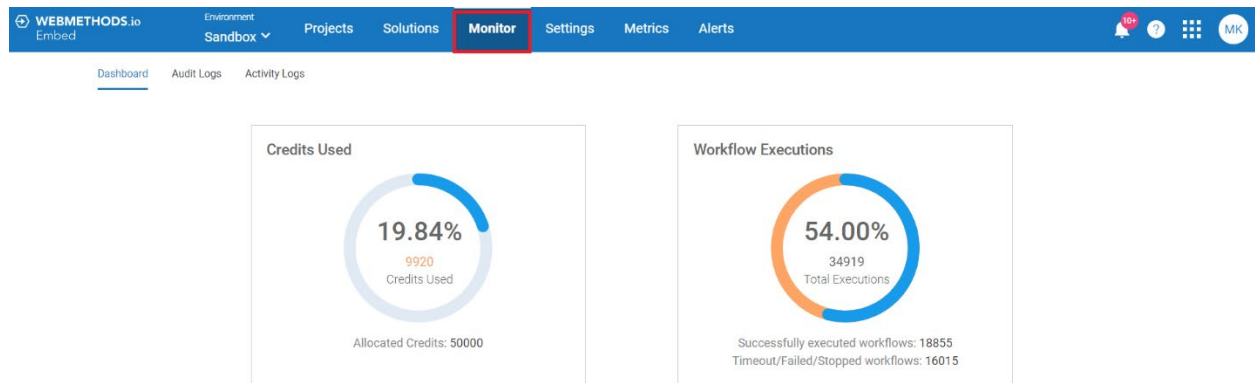 WEBMETHODS.io
Embed
Environment
Sandbox
Projects
Solutions
Monitor
Settings
Metrics
Alerts
10+
?
MK
Dashboard
Audit Logs
Activity Logs
Credits Used
19.84%
9920
Credits Used
Allocated Credits: 50000
Workflow Executions
54.00%
34919
Total Executions
Successfully executed workflows: 18855
Timeout/Failed/Stopped workflows: 16015